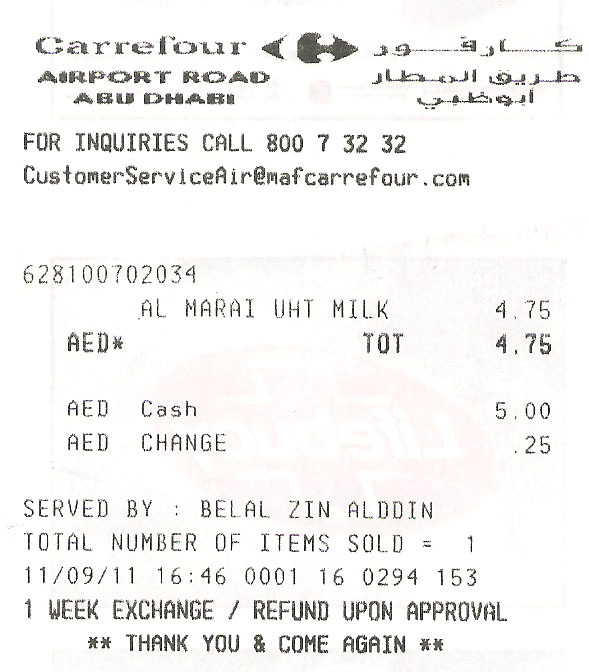 Carrefour كارفور
AIRPORT ROAD طريق المطار
ABU DHABI أبوظبي
FOR INQUIRIES CALL 800 7 32 32
CustomerServiceAir@mafcarrefour.com
628100702034
AL MARAI UHT MILK 4.75
AED* TOT 4.75
AED Cash 5.00
AED CHANGE .25
SERVED BY : BELAL ZIN ALDDIN
TOTAL NUMBER OF ITEMS SOLD = 1
11/09/11 16:46 0001 16 0294 153
1 WEEK EXCHANGE / REFUND UPON APPROVAL
** THANK YOU & COME AGAIN **
Lifebuoy